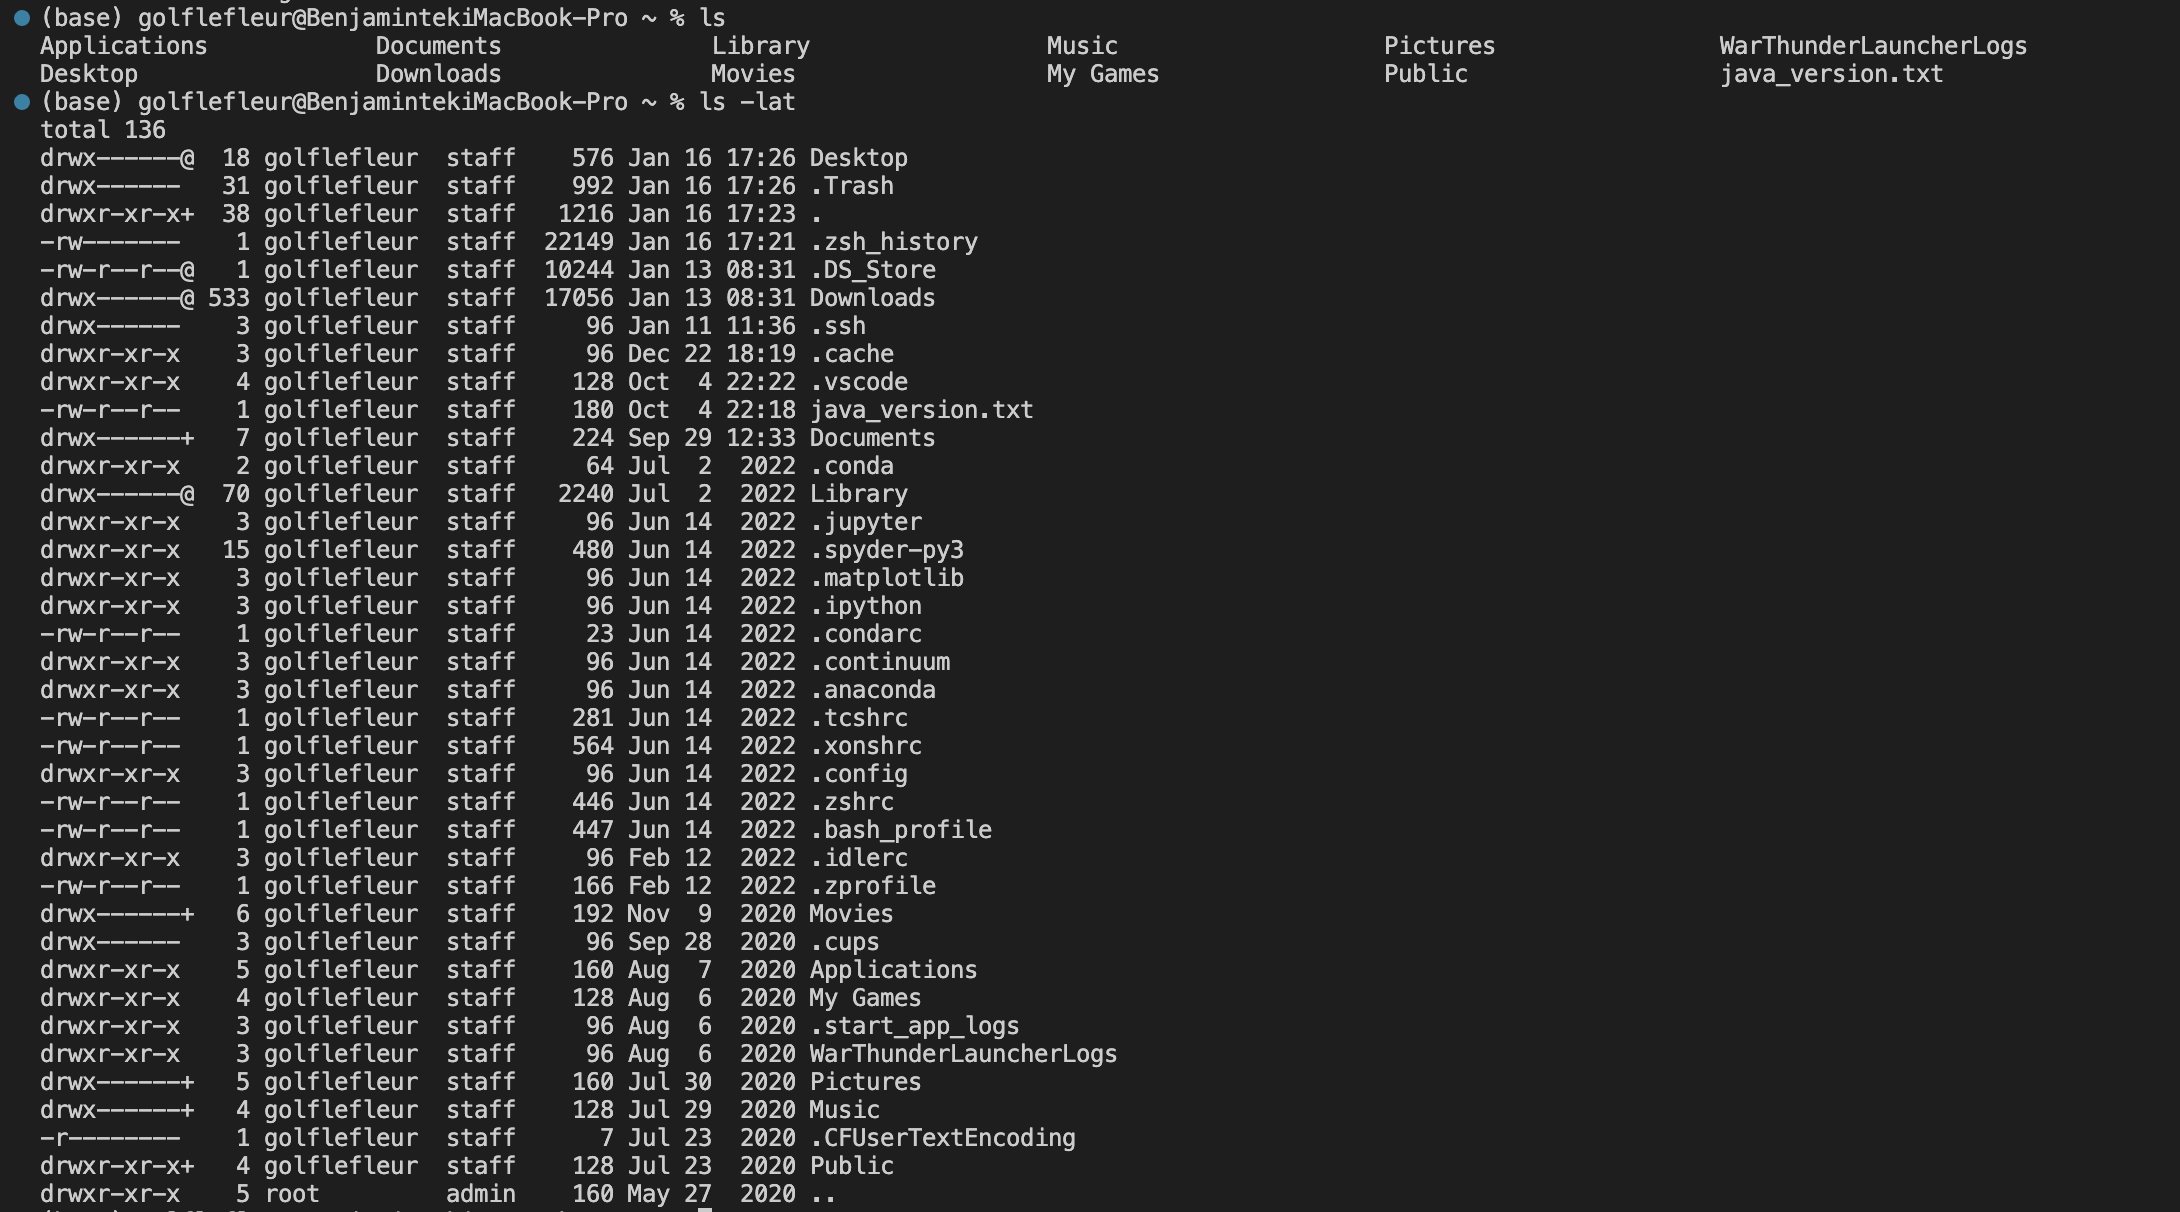 (base) golflefleur@BenjamintekiMacBook-Pro ~ % ls
Applications            Documents               Library                 Music                   Pictures                WarThunderLauncherLogs
Desktop                 Downloads               Movies                  My Games                Public                  java_version.txt
(base) golflefleur@BenjamintekiMacBook-Pro ~ % ls -lat
total 136
drwx------@  18 golflefleur  staff    576 Jan 16 17:26 Desktop
drwx------   31 golflefleur  staff    992 Jan 16 17:26 .Trash
drwxr-xr-x+  38 golflefleur  staff   1216 Jan 16 17:23 .
-rw-------    1 golflefleur  staff  22149 Jan 16 17:21 .zsh_history
-rw-r--r--@   1 golflefleur  staff  10244 Jan 13 08:31 .DS_Store
drwx------@ 533 golflefleur  staff  17056 Jan 13 08:31 Downloads
drwx------    3 golflefleur  staff     96 Jan 11 11:36 .ssh
drwxr-xr-x    3 golflefleur  staff     96 Dec 22 18:19 .cache
drwxr-xr-x    4 golflefleur  staff    128 Oct  4 22:22 .vscode
-rw-r--r--    1 golflefleur  staff    180 Oct  4 22:18 java_version.txt
drwx------+   7 golflefleur  staff    224 Sep 29 12:33 Documents
drwxr-xr-x    2 golflefleur  staff     64 Jul  2  2022 .conda
drwx------@  70 golflefleur  staff   2240 Jul  2  2022 Library
drwxr-xr-x    3 golflefleur  staff     96 Jun 14  2022 .jupyter
drwxr-xr-x   15 golflefleur  staff    480 Jun 14  2022 .spyder-py3
drwxr-xr-x    3 golflefleur  staff     96 Jun 14  2022 .matplotlib
drwxr-xr-x    3 golflefleur  staff     96 Jun 14  2022 .ipython
-rw-r--r--    1 golflefleur  staff     23 Jun 14  2022 .condarc
drwxr-xr-x    3 golflefleur  staff     96 Jun 14  2022 .continuum
drwxr-xr-x    3 golflefleur  staff     96 Jun 14  2022 .anaconda
-rw-r--r--    1 golflefleur  staff    281 Jun 14  2022 .tcshrc
-rw-r--r--    1 golflefleur  staff    564 Jun 14  2022 .xonshrc
drwxr-xr-x    3 golflefleur  staff     96 Jun 14  2022 .config
-rw-r--r--    1 golflefleur  staff    446 Jun 14  2022 .zshrc
-rw-r--r--    1 golflefleur  staff    447 Jun 14  2022 .bash_profile
drwxr-xr-x    3 golflefleur  staff     96 Feb 12  2022 .idlerc
-rw-r--r--    1 golflefleur  staff    166 Feb 12  2022 .zprofile
drwx------+   6 golflefleur  staff    192 Nov  9  2020 Movies
drwx------    3 golflefleur  staff     96 Sep 28  2020 .cups
drwxr-xr-x    5 golflefleur  staff    160 Aug  7  2020 Applications
drwxr-xr-x    4 golflefleur  staff    128 Aug  6  2020 My Games
drwxr-xr-x    3 golflefleur  staff     96 Aug  6  2020 .start_app_logs
drwxr-xr-x    3 golflefleur  staff     96 Aug  6  2020 WarThunderLauncherLogs
drwx------+   5 golflefleur  staff    160 Jul 30  2020 Pictures
drwx------+   4 golflefleur  staff    128 Jul 29  2020 Music
-r--------    1 golflefleur  staff      7 Jul 23  2020 .CFUserTextEncoding
drwxr-xr-x+   4 golflefleur  staff    128 Jul 23  2020 Public
drwxr-xr-x    5 root         admin    160 May 27  2020 ..